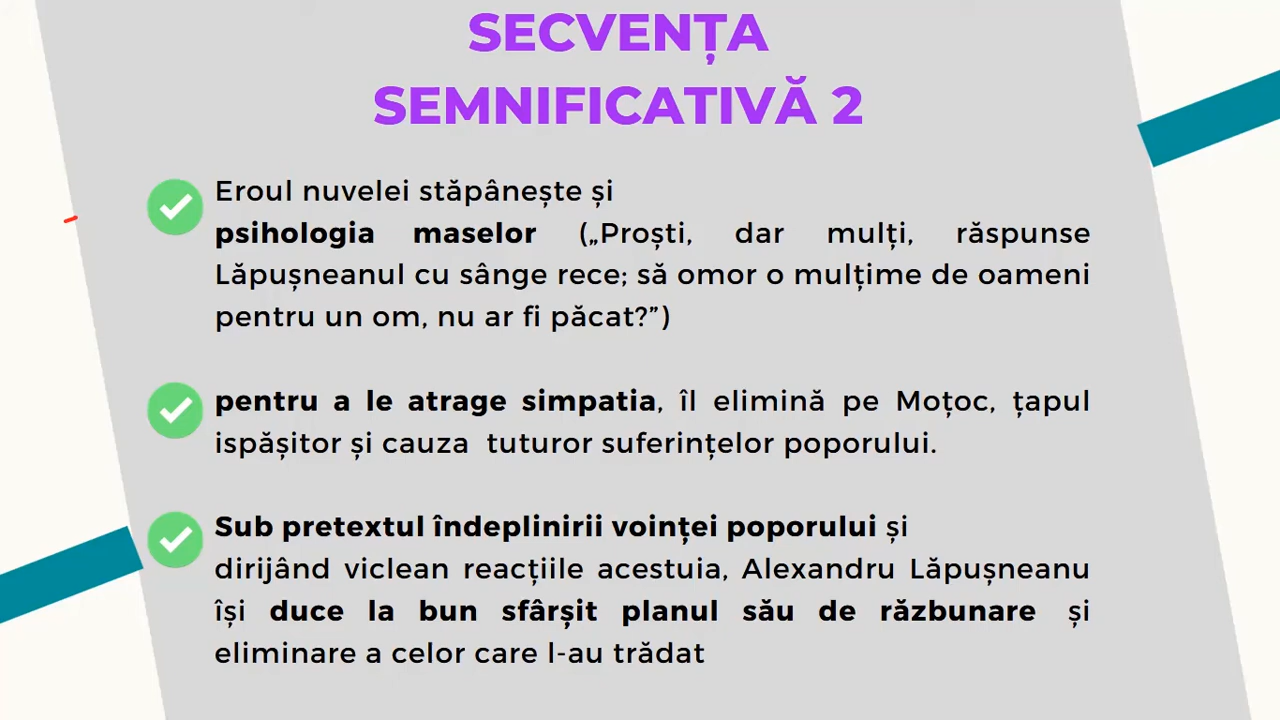 SECVENȚA
SEMNIFICATIVĂ 2
Eroul nuvelei stăpânește și
psihologia maselor („Proști, dar mulți, răspunse
Lăpușneanul cu sânge rece; să omor o mulțime de oameni
pentru un om, nu ar fi păcat?”)
pentru a le atrage simpatia, îl elimină pe Moțoc, țapul
ispășitor și cauza tuturor suferințelor poporului.
Sub pretextul îndeplinirii voinței poporului și
dirijând viclean reacțiile acestuia, Alexandru Lăpușneanu
își duce la bun sfârșit planul său de răzbunare și
eliminare a celor care l-au trădat